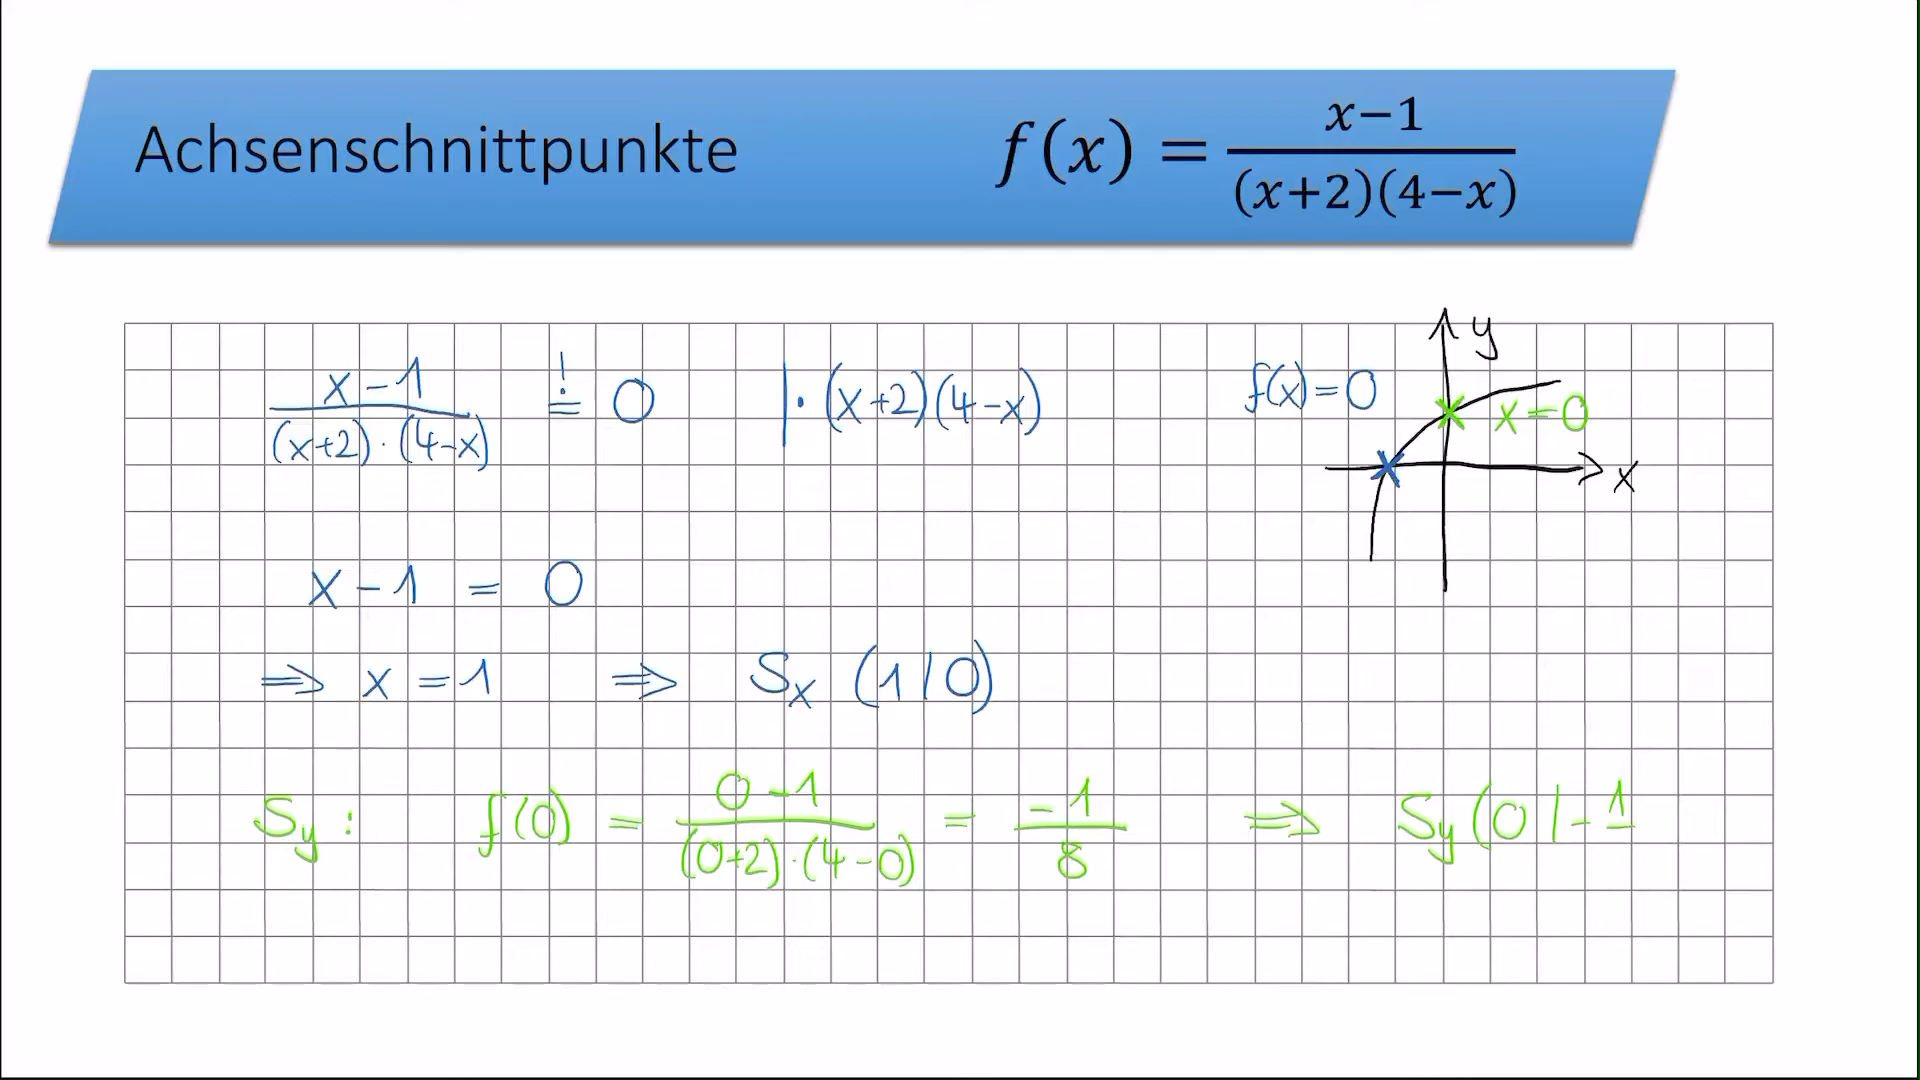 Achsenschnittpunkte f(x) = (x−1)/((x+2)(4−x))
(x−1)/((x+2)·(4−x)) =! 0 | · (x+2)(4−x)
f(x)=0
y
x=0
x
x−1 = 0
⇒ x = 1 ⇒ Sₓ (1|0)
Sy: f(0) = (0−1)/((0+2)·(4−0)) = −1/8 ⇒ Sy (0|−1